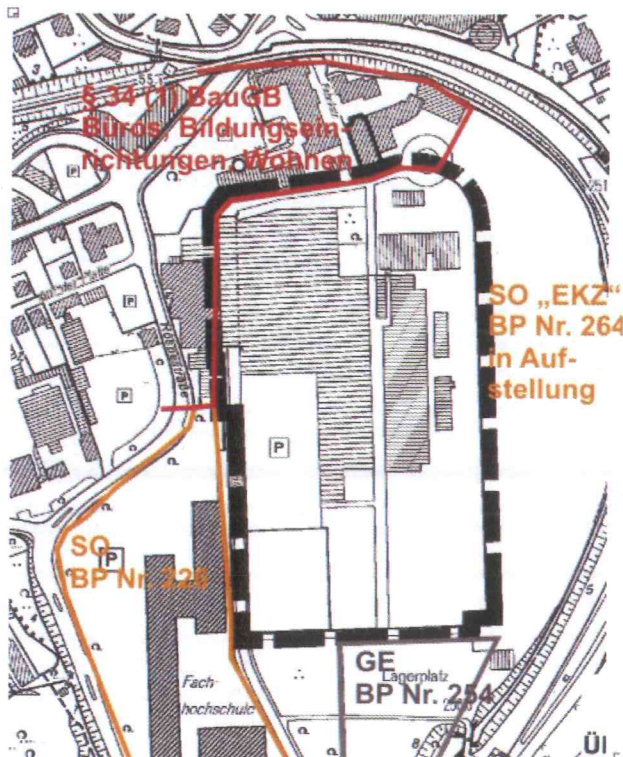 § 34 (1) BauGB
Büros, Bildungsein-
richtungen, Wohnen
P
P
P
P
P
SO „EKZ“
BP Nr. 264
in Auf-
stellung
SO
BP Nr. 226
P
Fach-
hochschule
GE
Lagerplatz
BP Nr. 254